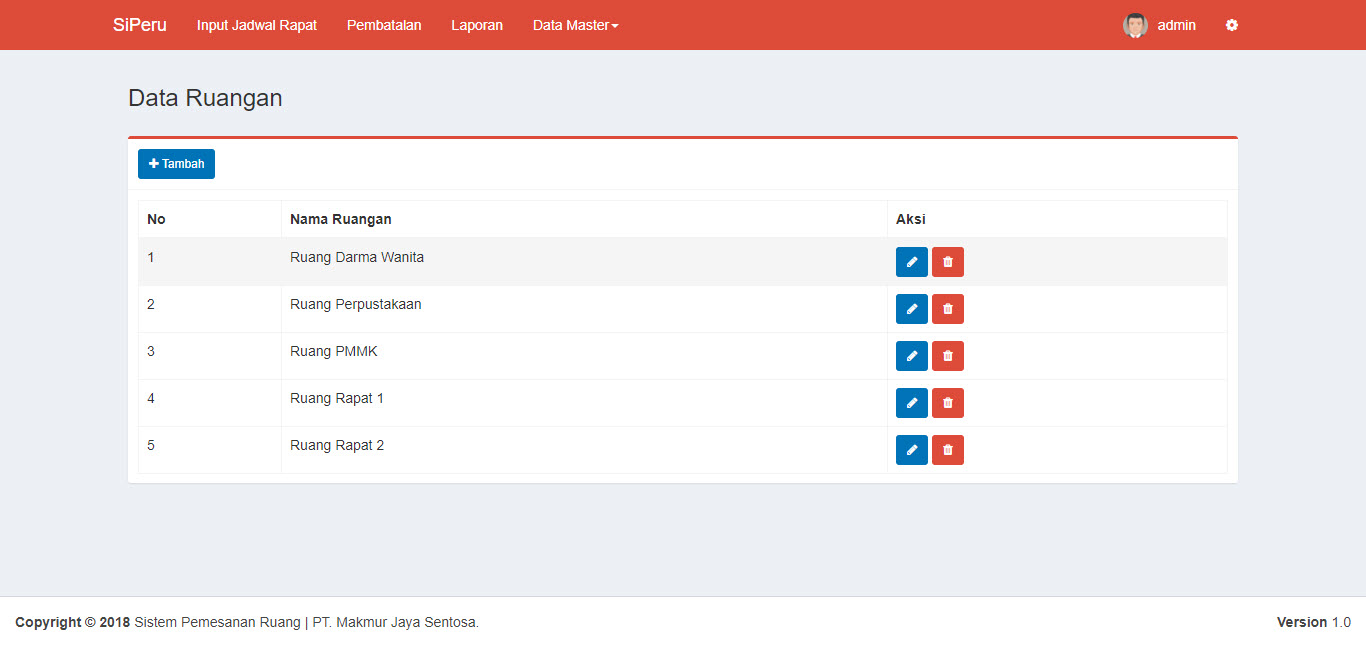 SiPeru Input Jadwal Rapat Pembatalan Laporan Data Master admin
Data Ruangan
Tambah
No Nama Ruangan Aksi
1 Ruang Darma Wanita
2 Ruang Perpustakaan
3 Ruang PMMK
4 Ruang Rapat 1
5 Ruang Rapat 2
Copyright © 2018 Sistem Pemesanan Ruang | PT. Makmur Jaya Sentosa. Version 1.0